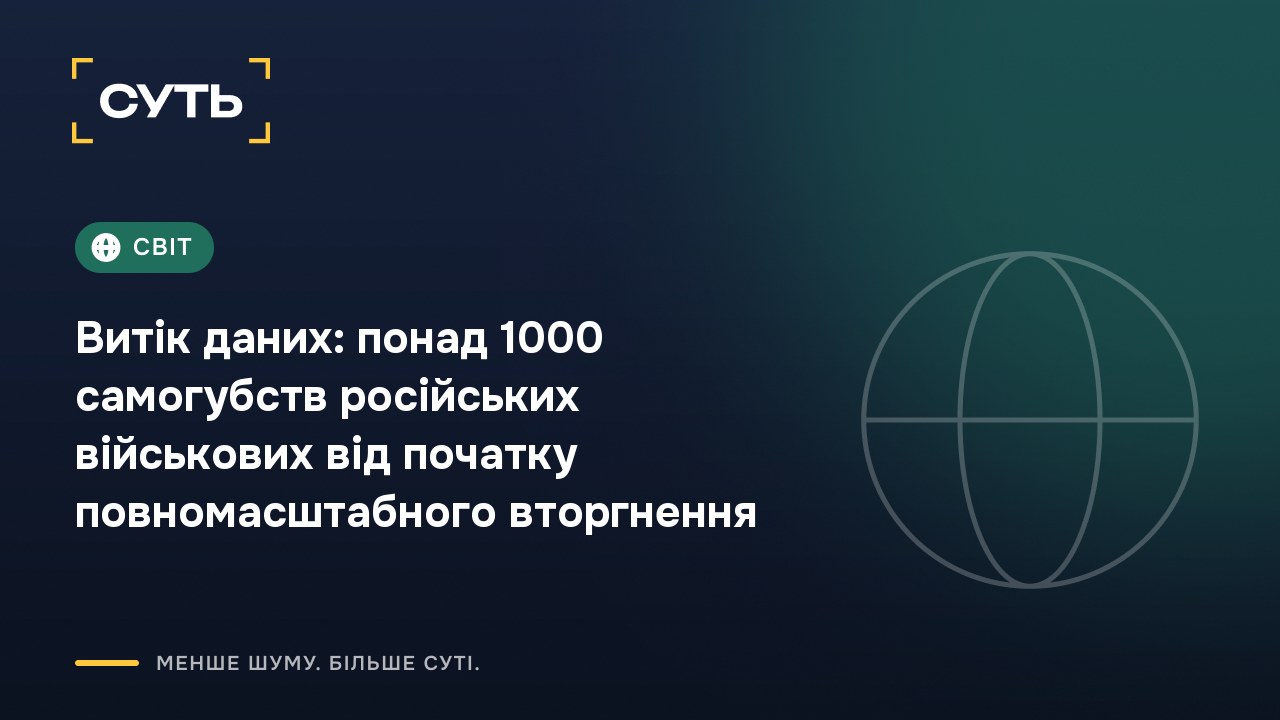 СУТЬ
СВІТ
Витік даних: понад 1000
самогубств російських
військових від початку
повномасштабного вторгнення
МЕНШЕ ШУМУ. БІЛЬШЕ СУТІ.